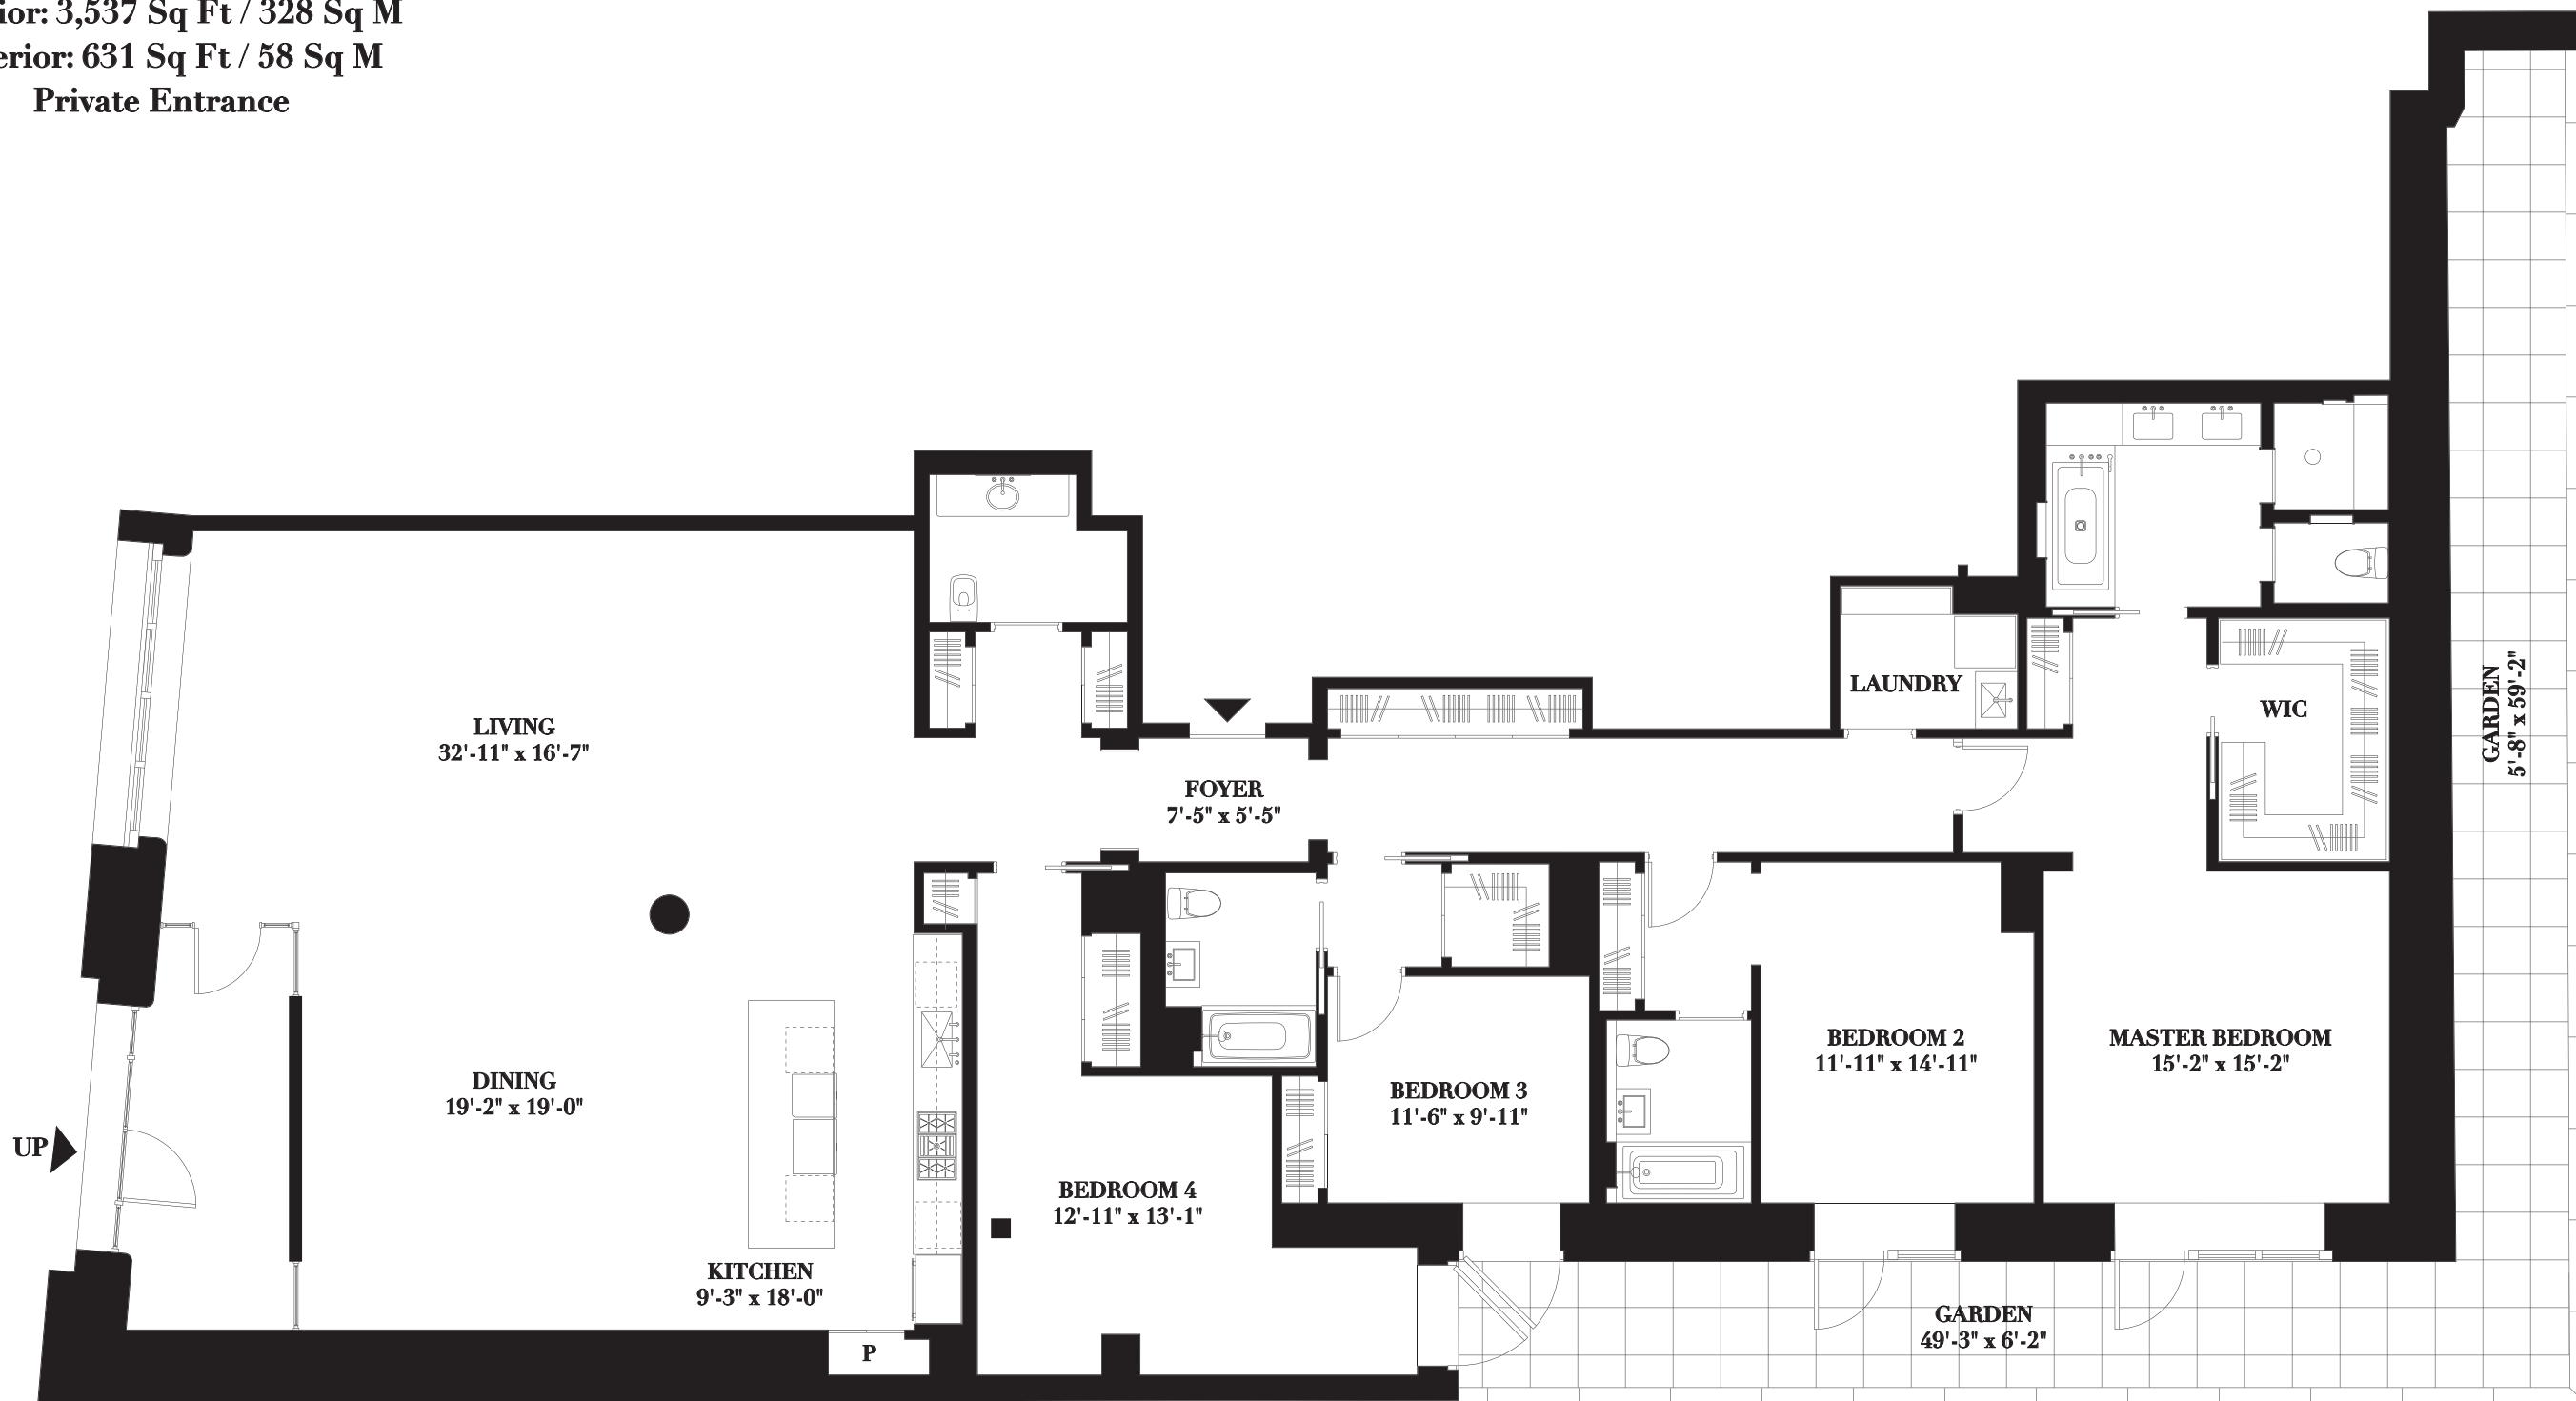 ior: 3,537 Sq Ft / 328 Sq M
erior: 631 Sq Ft / 58 Sq M
Private Entrance
LIVING
32'-11" x 16'-7"
FOYER
7'-5" x 5'-5"
LAUNDRY
WIC
GARDEN
5'-8" x 59'-2"
DINING
19'-2" x 19'-0"
UP
KITCHEN
9'-3" x 18'-0"
P
BEDROOM 4
12'-11" x 13'-1"
BEDROOM 3
11'-6" x 9'-11"
BEDROOM 2
11'-11" x 14'-11"
MASTER BEDROOM
15'-2" x 15'-2"
GARDEN
49'-3" x 6'-2"